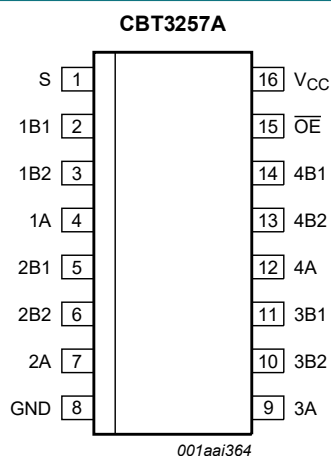 CBT3257A
S 1 16 VCC
1B1 2 15 OE
1B2 3 14 4B1
1A 4 13 4B2
2B1 5 12 4A
2B2 6 11 3B1
2A 7 10 3B2
GND 8 9 3A
001aai364